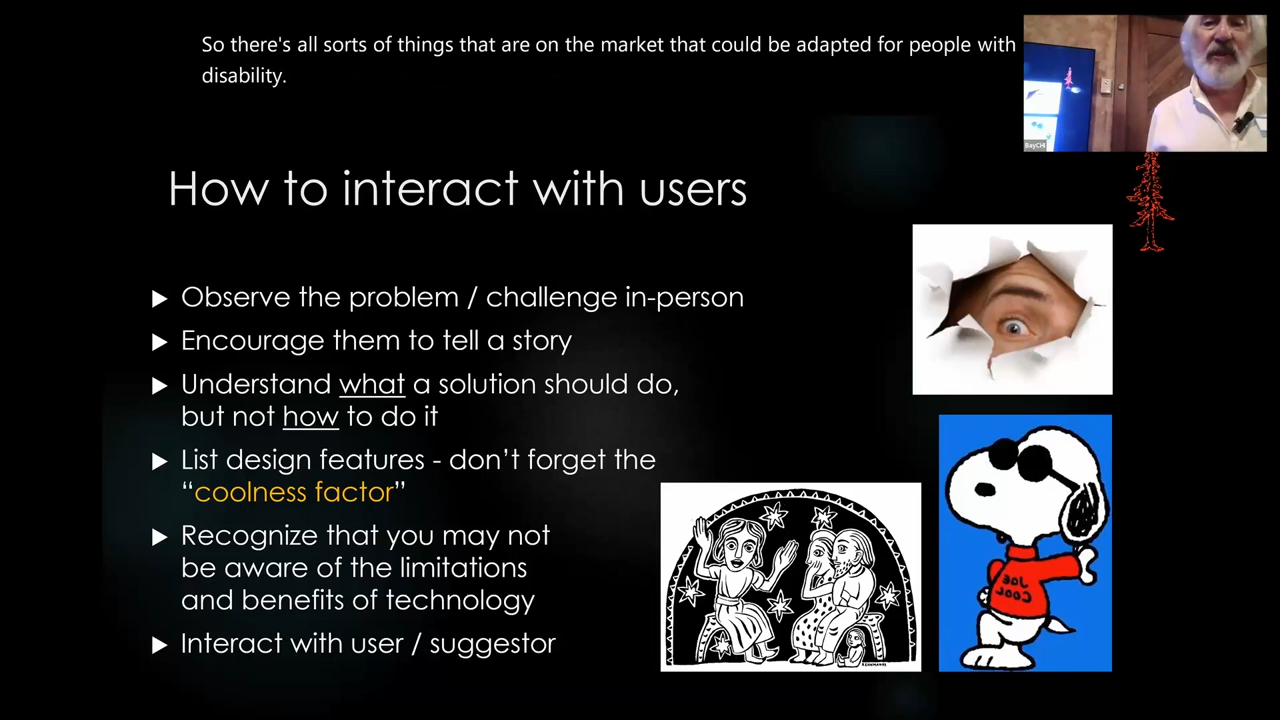 So there's all sorts of things that are on the market that could be adapted for people with
disability.
BayCHI
How to interact with users
Observe the problem / challenge in-person
Encourage them to tell a story
Understand what a solution should do,
but not how to do it
List design features - don't forget the
“coolness factor”
Recognize that you may not
be aware of the limitations
and benefits of technology
Interact with user / suggestor
JOE
COOL